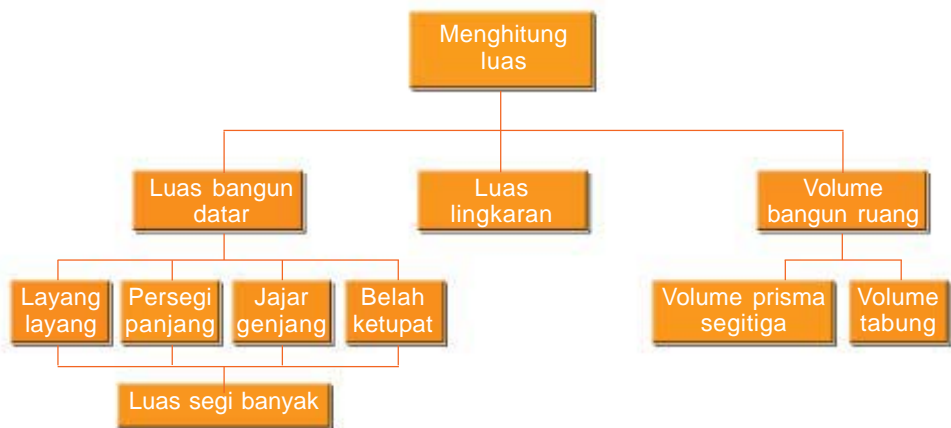 Menghitung
luas
Luas bangun
datar
Luas
lingkaran
Volume
bangun ruang
Layang
layang
Persegi
panjang
Jajar
genjang
Belah
ketupat
Volume prisma
segitiga
Volume
tabung
Luas segi banyak